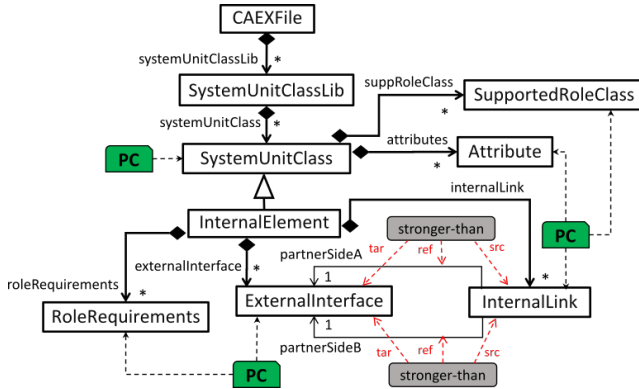 CAEXFile
systemUnitClassLib
*
SystemUnitClassLib
suppRoleClass
*
SupportedRoleClass
systemUnitClass
*
PC
SystemUnitClass
attributes
*
Attribute
internalLink
*
InternalElement
stronger-than
PC
tar
ref
src
externalInterface
*
partnerSideA
1
roleRequirements
*
RoleRequirements
ExternalInterface
InternalLink
1
partnerSideB
tar
ref
src
PC
stronger-than